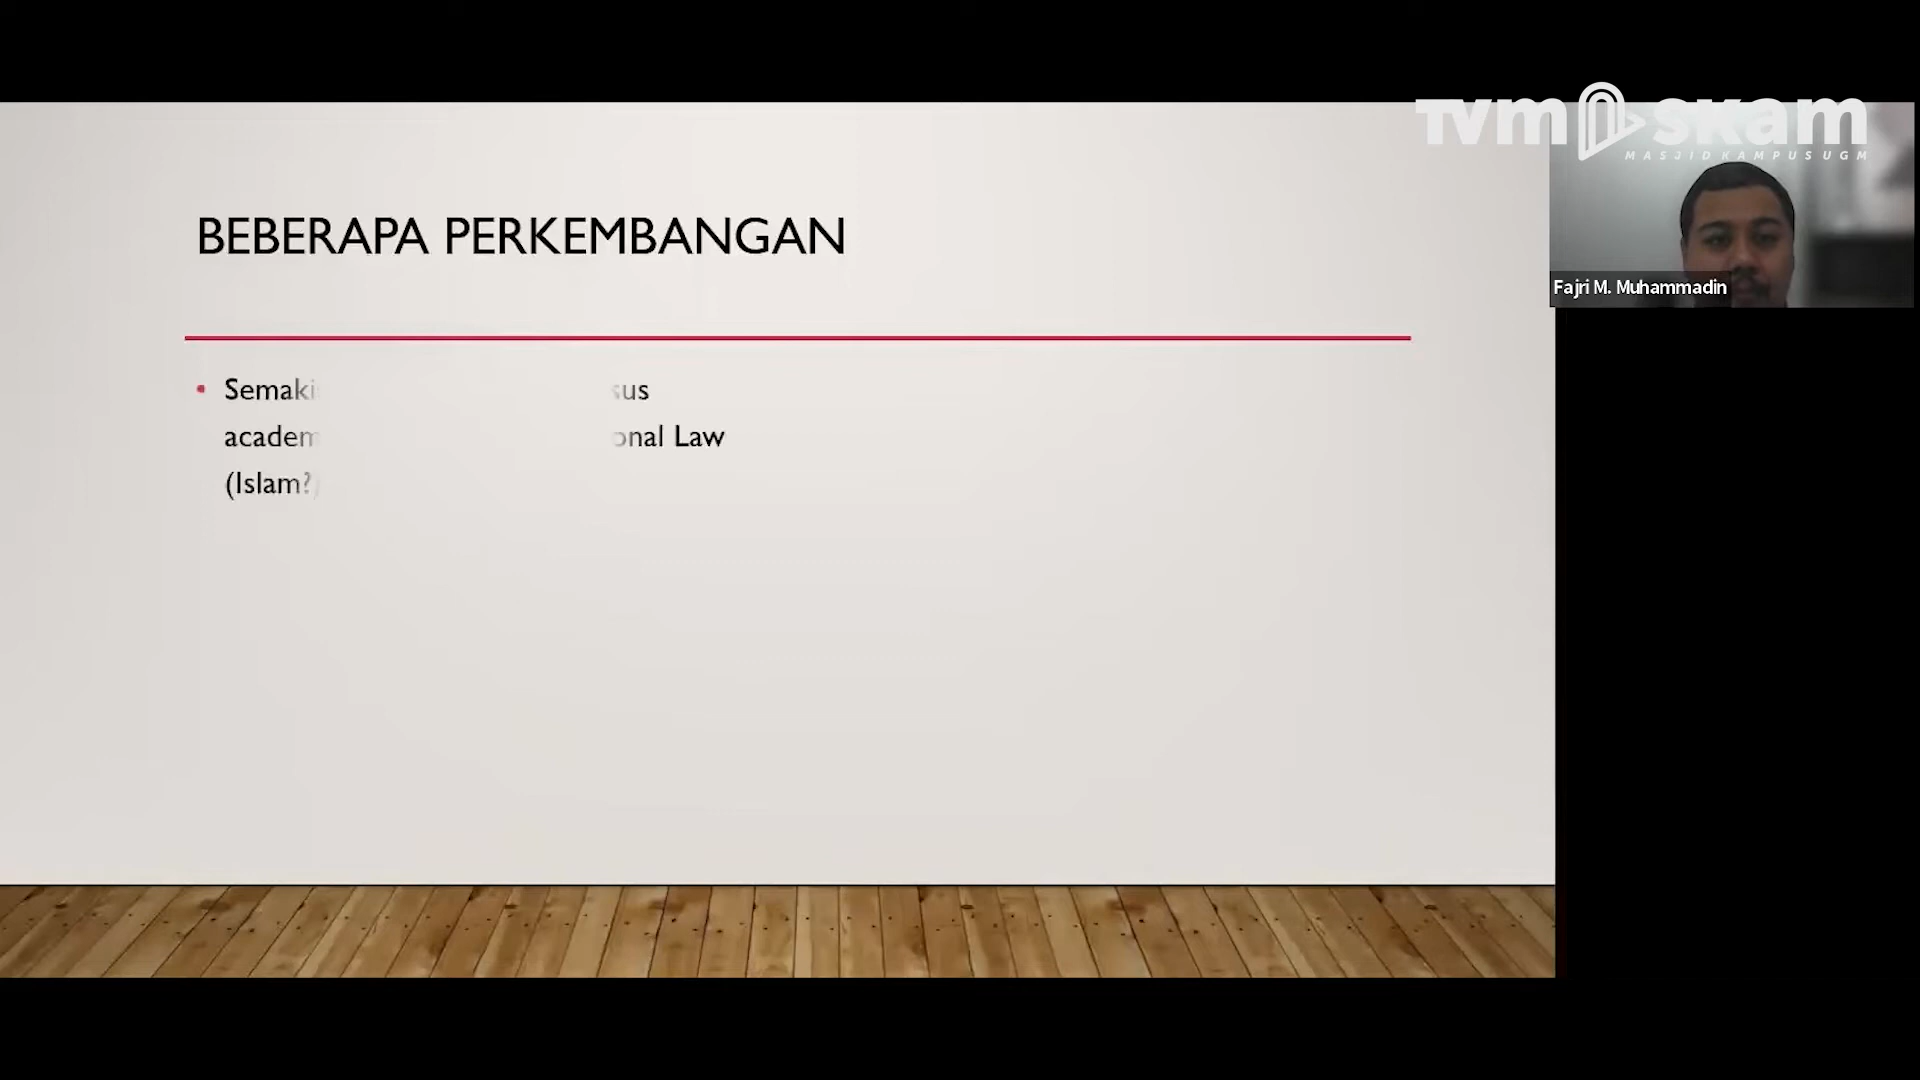 TVm skam
MASJID KAMPUS UGM
BEBERAPA PERKEMBANGAN
Fajri M. Muhammadin
• Semaki sus
academ onal Law
(Islam?)